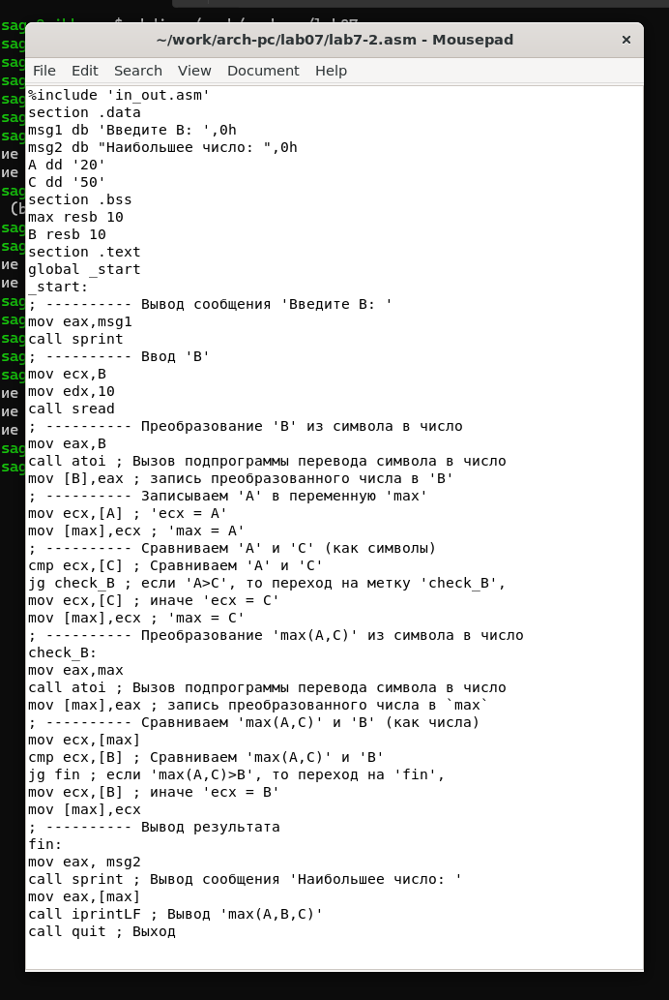 ~/work/arch-pc/lab07/lab7-2.asm - Mousepad
File Edit Search View Document Help
%include 'in_out.asm'
section .data
msg1 db 'Введите B: ',0h
msg2 db "Наибольшее число: ",0h
A dd '20'
C dd '50'
section .bss
max resb 10
B resb 10
section .text
global _start
_start:
; ---------- Вывод сообщения 'Введите B: '
mov eax,msg1
call sprint
; ---------- Ввод 'B'
mov ecx,B
mov edx,10
call sread
; ---------- Преобразование 'B' из символа в число
mov eax,B
call atoi ; Вызов подпрограммы перевода символа в число
mov [B],eax ; запись преобразованного числа в 'B'
; ---------- Записываем 'A' в переменную 'max'
mov ecx,[A] ; 'ecx = A'
mov [max],ecx ; 'max = A'
; ---------- Сравниваем 'A' и 'С' (как символы)
cmp ecx,[C] ; Сравниваем 'A' и 'С'
jg check_B ; если 'A>C', то переход на метку 'check_B',
mov ecx,[C] ; иначе 'ecx = C'
mov [max],ecx ; 'max = C'
; ---------- Преобразование 'max(A,C)' из символа в число
check_B:
mov eax,max
call atoi ; Вызов подпрограммы перевода символа в число
mov [max],eax ; запись преобразованного числа в `max`
; ---------- Сравниваем 'max(A,C)' и 'B' (как числа)
mov ecx,[max]
cmp ecx,[B] ; Сравниваем 'max(A,C)' и 'B'
jg fin ; если 'max(A,C)>B', то переход на 'fin',
mov ecx,[B] ; иначе 'ecx = B'
mov [max],ecx
; ---------- Вывод результата
fin:
mov eax, msg2
call sprint ; Вывод сообщения 'Наибольшее число: '
mov eax,[max]
call iprintLF ; Вывод 'max(A,B,C)'
call quit ; Выход